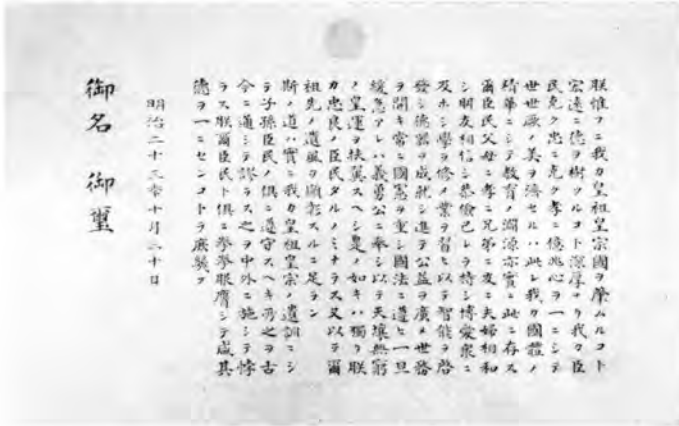 朕惟フニ我カ皇祖皇宗國ヲ肇ムルコト
宏遠ニ德ヲ樹ツルコト深厚ナリ我カ臣
民克ク忠ニ克ク孝ニ億兆心ヲ一ニシテ
世世厥ノ美ヲ濟セルハ此レ我カ國體ノ
精華ニシテ教育ノ淵源亦實ニ此ニ存ス
爾臣民父母ニ孝ニ兄弟ニ友ニ夫婦相和
シ朋友相信シ恭儉己レヲ持シ博愛衆ニ
及ホシ學ヲ修メ業ヲ習ヒ以テ智能ヲ啓
發シ德器ヲ成就シ進テ公益ヲ廣メ世務
ヲ開キ常ニ國憲ヲ重シ國法ニ遵ヒ一旦
緩急アレハ義勇公ニ奉シ以テ天壤無窮
ノ皇運ヲ扶翼スヘシ是ノ如キハ獨リ朕
カ忠良ノ臣民タルノミナラス又以テ爾
祖先ノ遺風ヲ顯彰スルニ足ラン
斯ノ道ハ實ニ我カ皇祖皇宗ノ遺訓ニシ
テ子孫臣民ノ俱ニ遵守スヘキ所之ヲ古
今ニ通シテ謬ラス之ヲ中外ニ施シテ悖
ラス朕爾臣民ト俱ニ拳拳服膺シテ咸其
德ヲ一ニセンコトヲ庶幾フ
明治二十三年十月三十日
御名 御璽